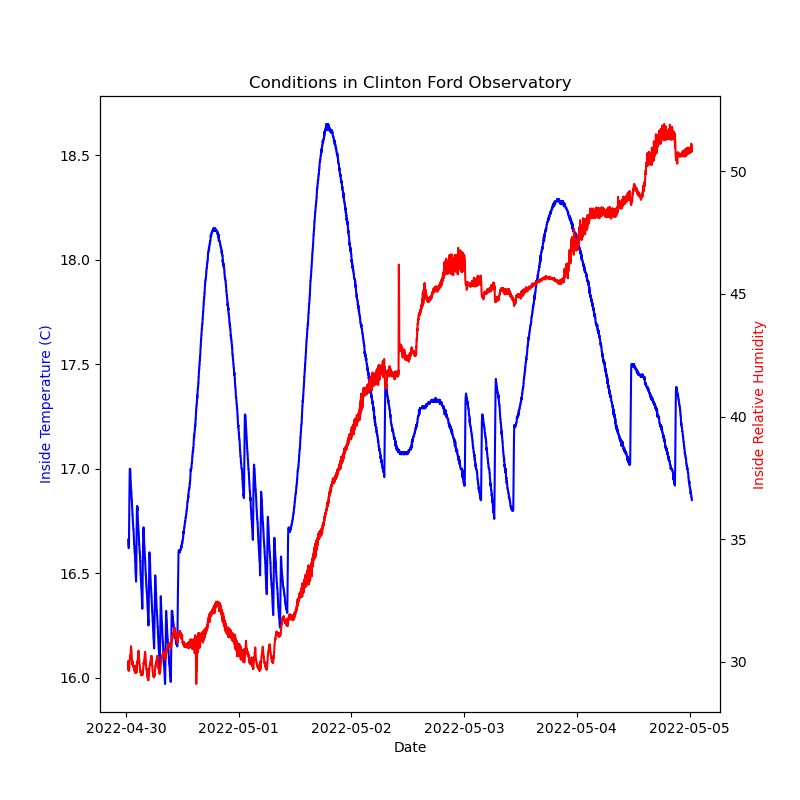 Conditions in Clinton Ford Observatory
18.5
18.0
17.5
17.0
16.5
16.0
Inside Temperature (C)
50
45
40
35
30
Inside Relative Humidity
2022-04-30 2022-05-01 2022-05-02 2022-05-03 2022-05-04 2022-05-05
Date